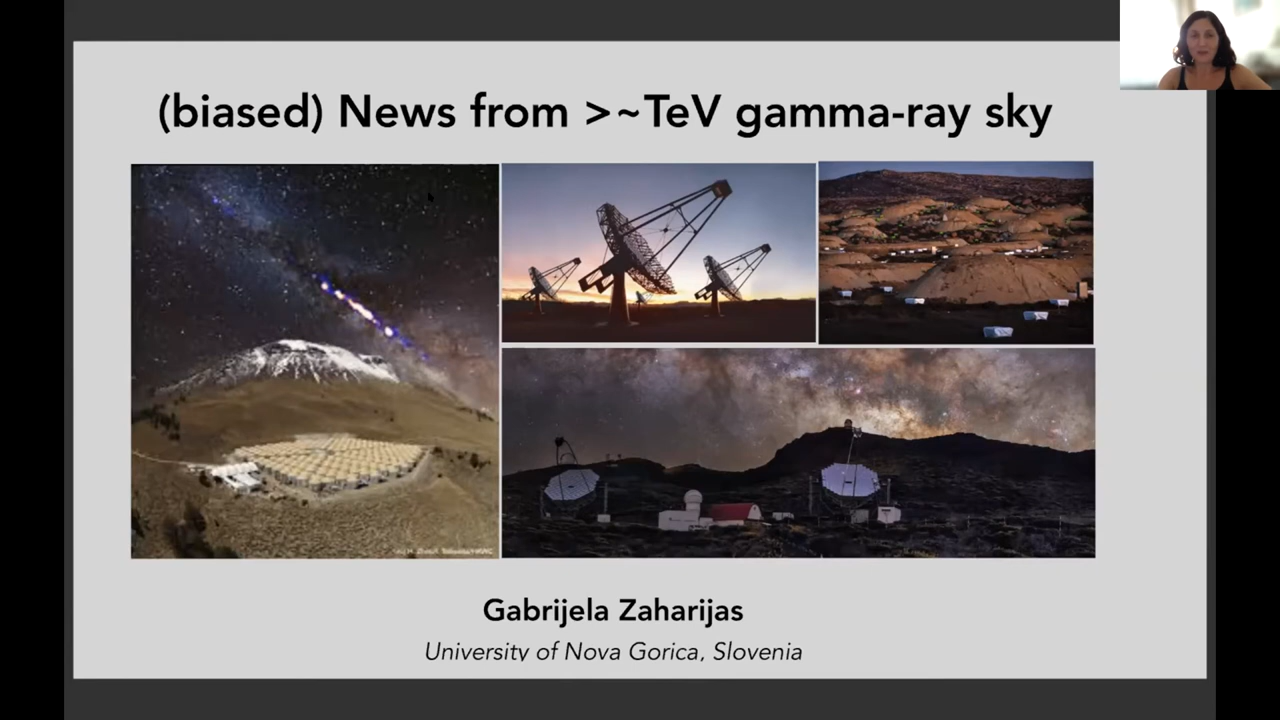 (biased) News from >~TeV gamma-ray sky
Gabrijela Zaharijas
University of Nova Gorica, Slovenia